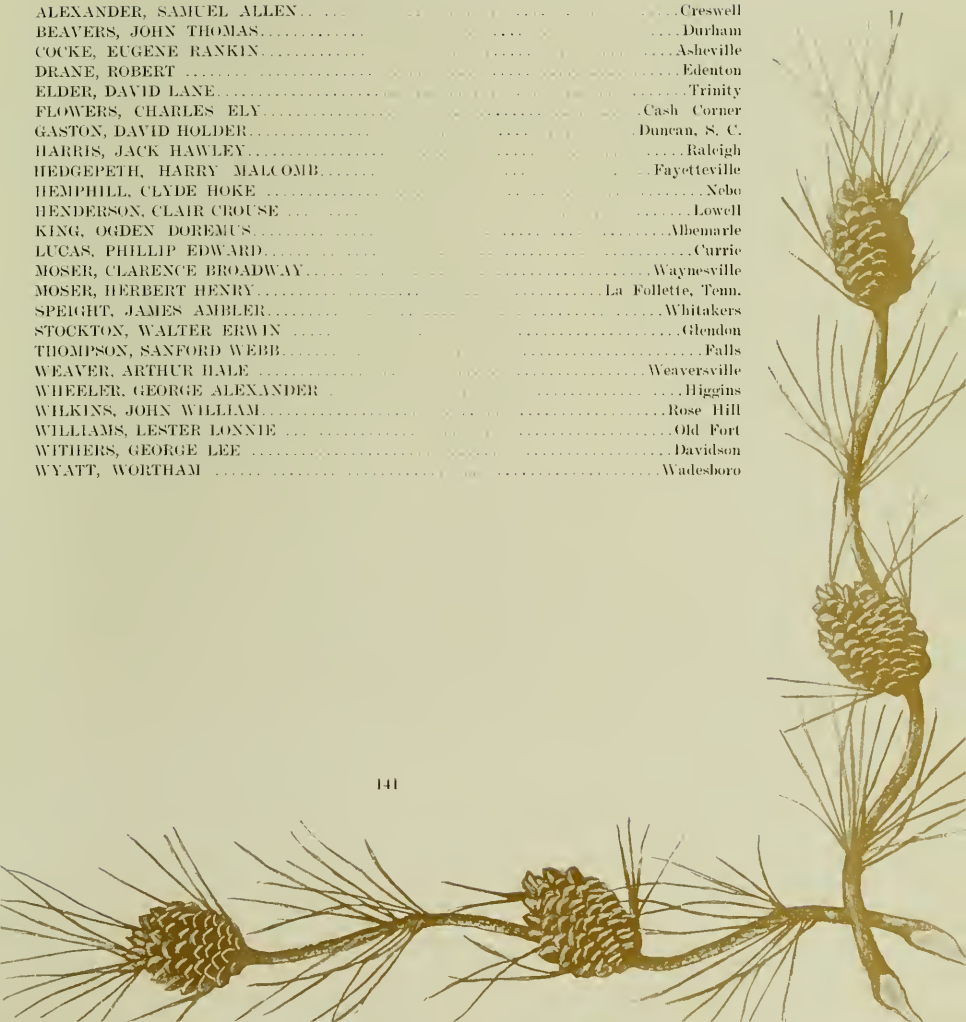 ALEXANDER, SAMUEL ALLEN.....Creswell
BEAVERS, JOHN THOMAS.....Durham
COCKE, EUGENE RANKIN.....Asheville
DRANE, ROBERT.....Edenton
ELDER, DAVID LANE.....Trinity
FLOWERS, CHARLES ELY.....Cash Corner
GASTON, DAVID HOLDER.....Duncan, S. C.
HARRIS, JACK HAWLEY.....Raleigh
HEDGEPETH, HARRY MALCOMB.....Fayetteville
HEMPHILL, CLYDE HOKE.....Nebo
HENDERSON, CLAIR CROUSE.....Lowell
KING, OGDEN DOREMUS.....Albemarle
LUCAS, PHILLIP EDWARD.....Currie
MOSER, CLARENCE BROADWAY.....Waynesville
MOSER, HERBERT HENRY.....La Follette, Tenn.
SPEIGHT, JAMES AMBLER.....Whitakers
STOCKTON, WALTER ERWIN.....Glendon
THOMPSON, SANFORD WEBB.....Falls
WEAVER, ARTHUR HALE.....Weaversville
WHEELER, GEORGE ALEXANDER.....Higgins
WILKINS, JOHN WILLIAM.....Rose Hill
WILLIAMS, LESTER LONNIE.....Old Fort
WITHERS, GEORGE LEE.....Davidson
WYATT, WORTHAM.....Wadesboro
141